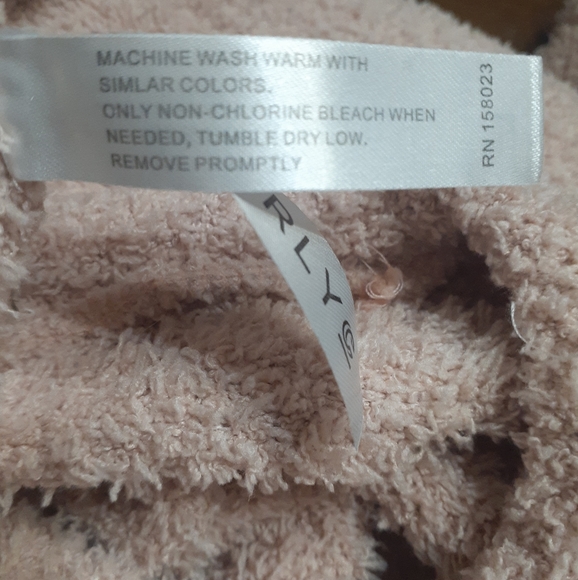 MACHINE WASH WARM WITH
SIMLAR COLORS.
ONLY NON-CHLORINE BLEACH WHEN
NEEDED, TUMBLE DRY LOW.
REMOVE PROMPTLY
RN 158023
RLY